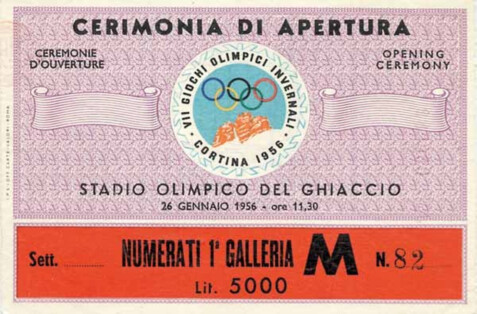 CERIMONIA DI APERTURA
CEREMONIE
D'OUVERTURE
OPENING
CEREMONY
VII GIOCHI OLIMPICI INVERNALI
· CORTINA 1956 ·
STADIO OLIMPICO DEL GHIACCIO
26 GENNAIO 1956 - ore 11,30
Sett.
NUMERATI 1ª GALLERIA M
N. 82
Lit. 5000